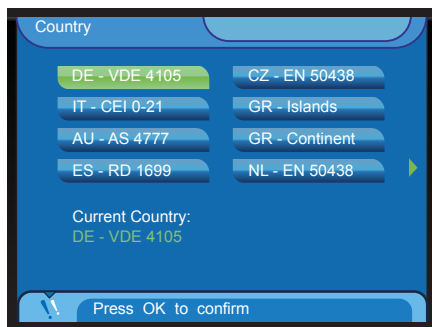 Country
DE - VDE 4105
CZ - EN 50438
IT - CEI 0-21
GR - Islands
AU - AS 4777
GR - Continent
ES - RD 1699
NL - EN 50438
Current Country:
DE - VDE 4105
Press OK to confirm